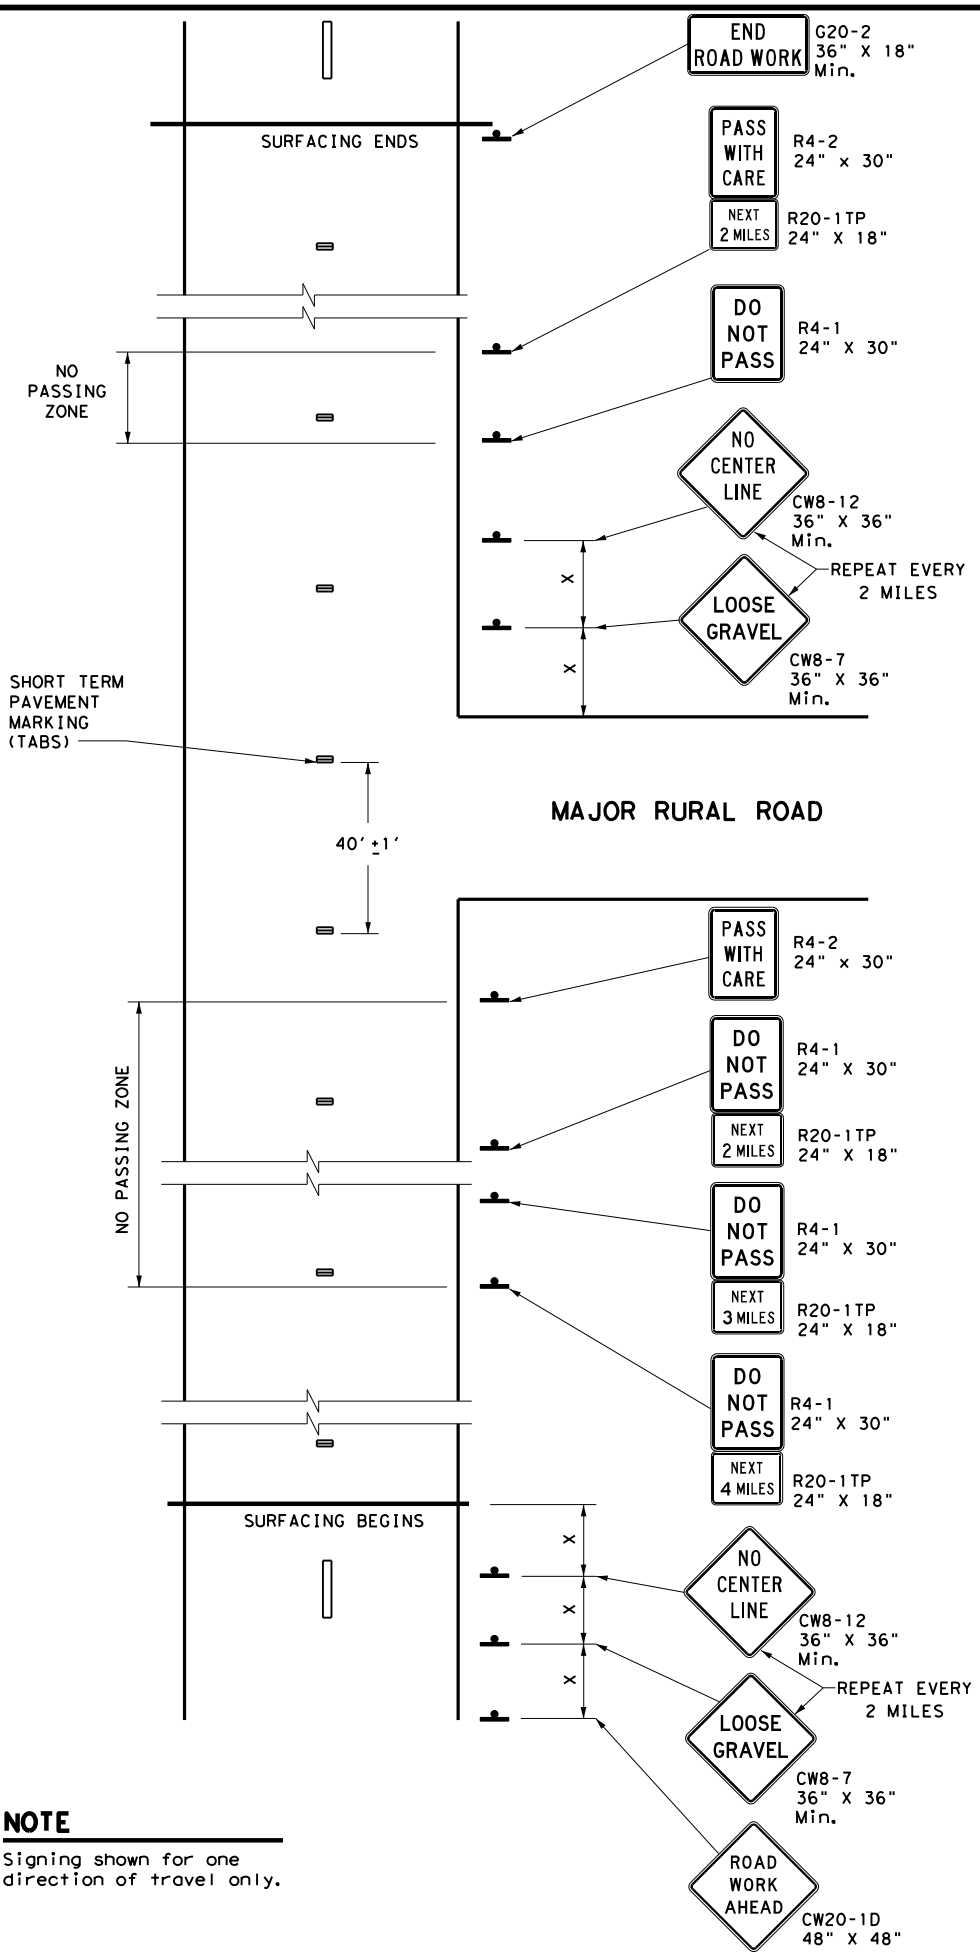 END
ROAD WORK
G20-2
36" X 18"
Min.
SURFACING ENDS
PASS
WITH
CARE
R4-2
24" x 30"
NEXT
2 MILES
R20-1TP
24" X 18"
DO
NOT
PASS
R4-1
24" X 30"
NO
PASSING
ZONE
NO
CENTER
LINE
CW8-12
36" X 36"
Min.
REPEAT EVERY
2 MILES
X
LOOSE
GRAVEL
CW8-7
36" X 36"
Min.
X
SHORT TERM
PAVEMENT
MARKING
(TABS)
MAJOR RURAL ROAD
40' ±1'
PASS
WITH
CARE
R4-2
24" x 30"
DO
NOT
PASS
R4-1
24" X 30"
NEXT
2 MILES
R20-1TP
24" X 18"
NO PASSING ZONE
DO
NOT
PASS
R4-1
24" X 30"
NEXT
3 MILES
R20-1TP
24" X 18"
DO
NOT
PASS
R4-1
24" X 30"
NEXT
4 MILES
R20-1TP
24" X 18"
SURFACING BEGINS
X
NO
CENTER
LINE
CW8-12
36" X 36"
Min.
X
REPEAT EVERY
2 MILES
X
LOOSE
GRAVEL
CW8-7
36" X 36"
Min.
ROAD
WORK
AHEAD
CW20-1D
48" X 48"
NOTE
Signing shown for one
direction of travel only.